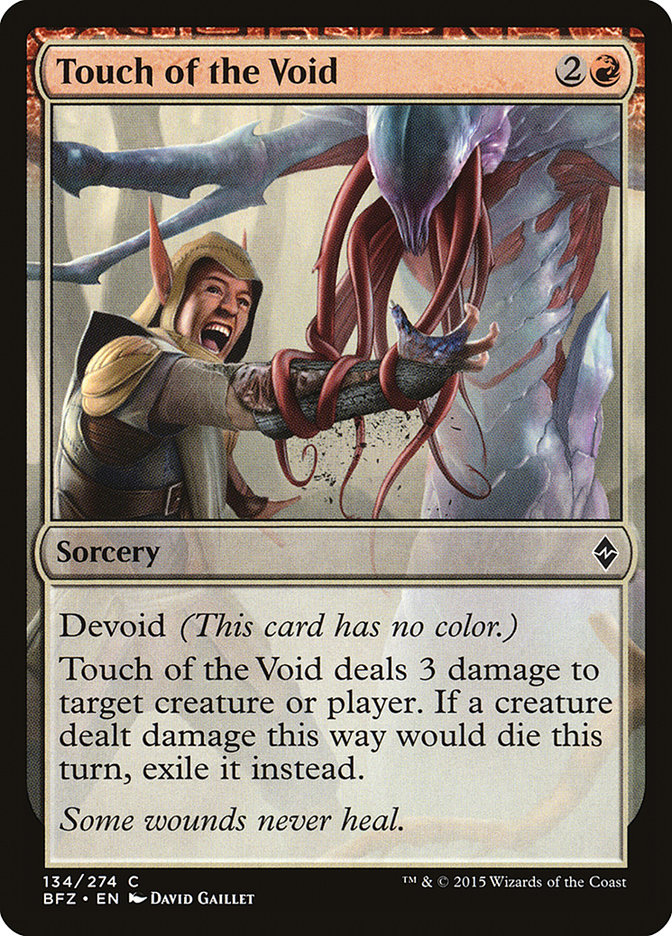 Touch of the Void 2
Sorcery
Devoid (This card has no color.)
Touch of the Void deals 3 damage to
target creature or player. If a creature
dealt damage this way would die this
turn, exile it instead.
Some wounds never heal.
134/274 C
™ & © 2015 Wizards of the Coast
BFZ • EN David Gaillet